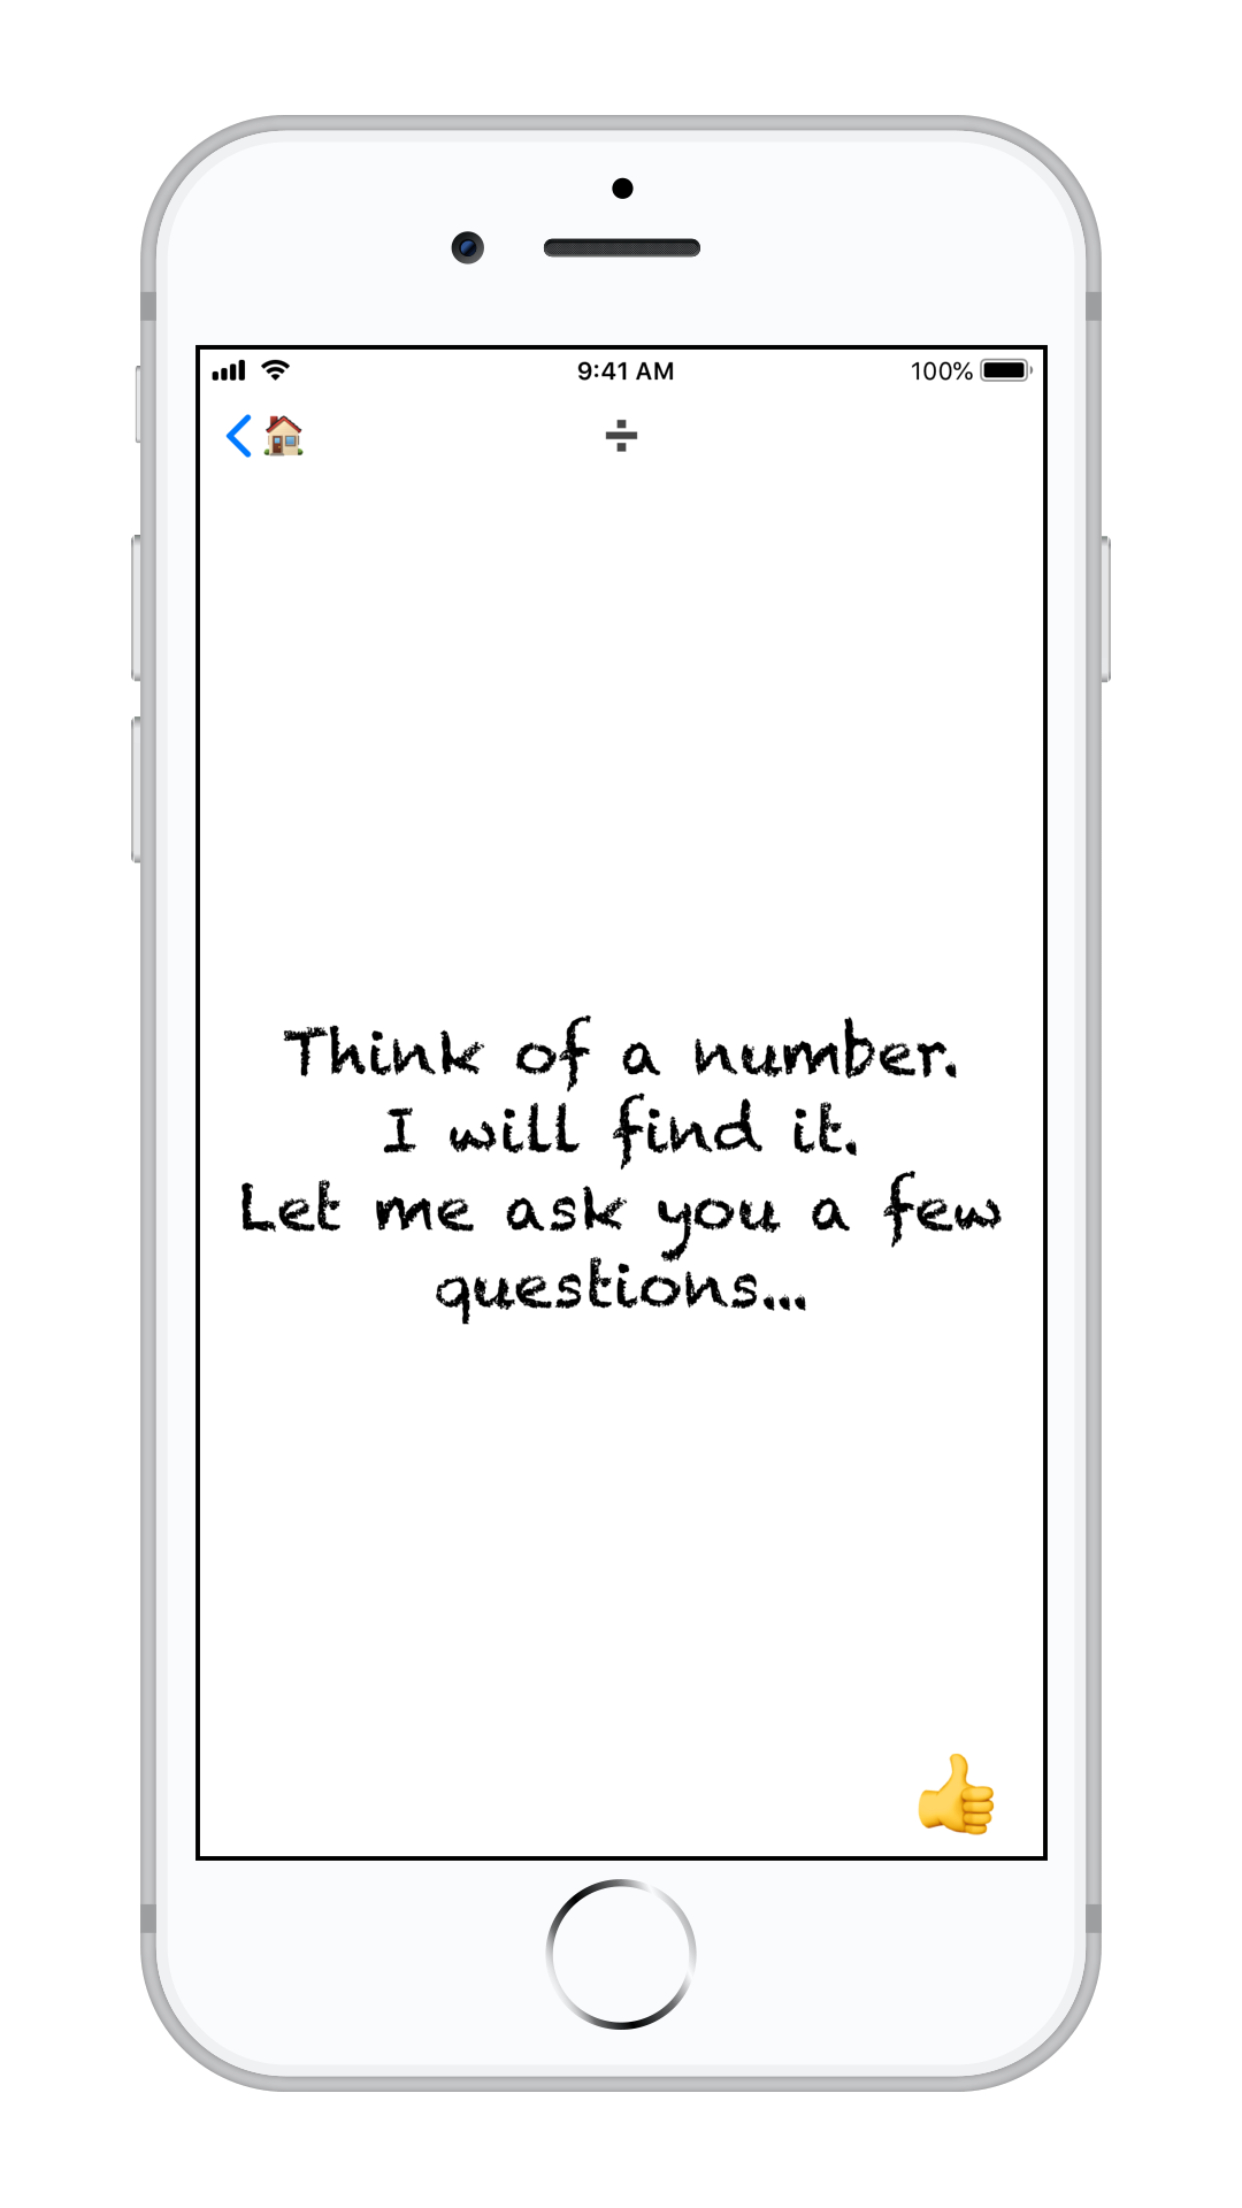 9:41 AM
100%
÷
Think of a number.
I will find it.
Let me ask you a few
questions...